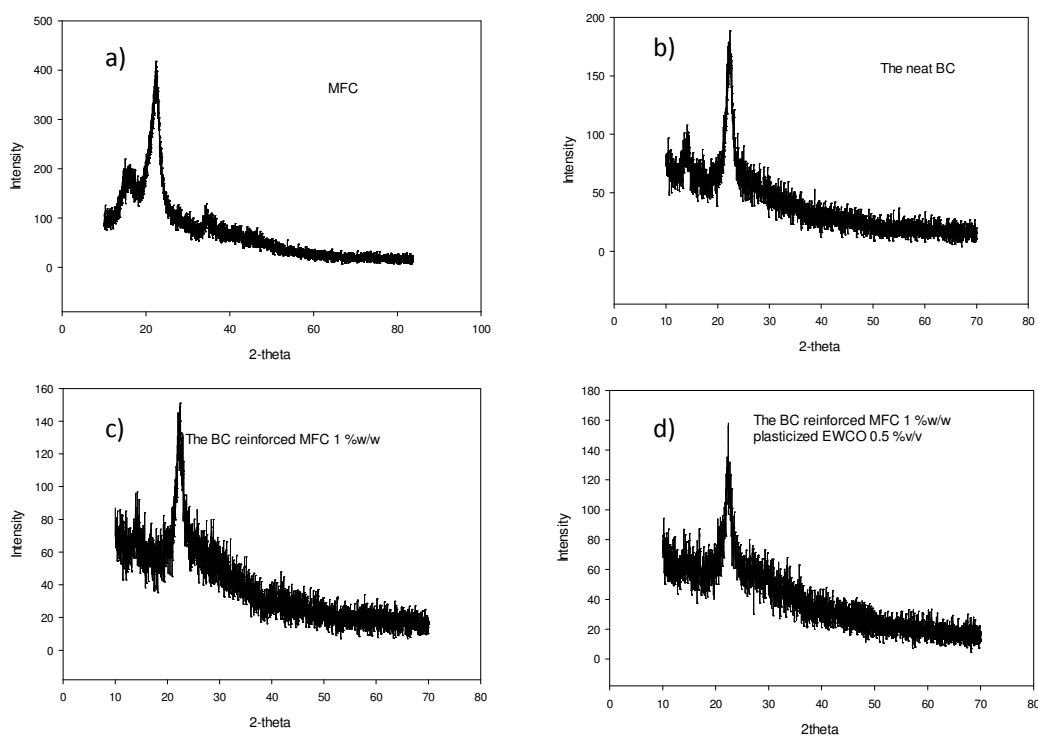 a)
MFC
500
400
300
200
100
0
Intensity
0 20 40 60 80 100
2-theta
b)
The neat BC
200
150
100
50
0
Intensity
0 10 20 30 40 50 60 70 80
2-theta
c)
The BC reinforced MFC 1 %w/w
160
140
120
100
80
60
40
20
0
Intensity
0 10 20 30 40 50 60 70 80
2-theta
d)
The BC reinforced MFC 1 %w/w
plasticized EWCO 0.5 %v/v
180
160
140
120
100
80
60
40
20
0
Intensity
0 10 20 30 40 50 60 70 80
2theta